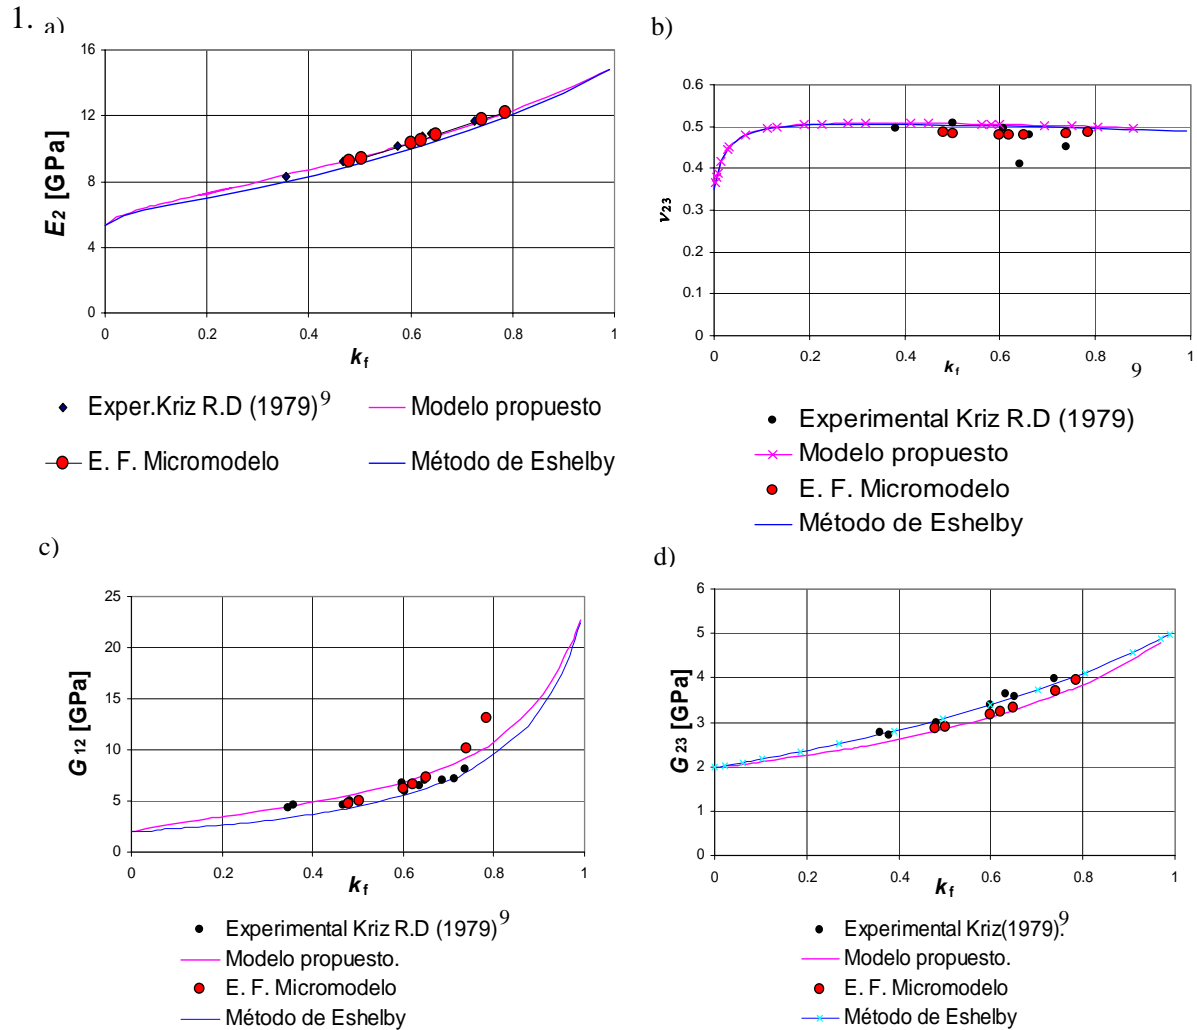 1. a)
16
12
8
4
0
E2 [GPa]
0 0.2 0.4 0.6 0.8 1
kf
Exper.Kriz R.D (1979)9
Modelo propuesto
E. F. Micromodelo
Método de Eshelby
b)
0.6
0.5
0.4
0.3
0.2
0.1
0
ν23
0 0.2 0.4 0.6 0.8 1
kf
9
Experimental Kriz R.D (1979)
Modelo propuesto
E. F. Micromodelo
Método de Eshelby
c)
25
20
15
10
5
0
G12 [GPa]
0 0.2 0.4 0.6 0.8 1
kf
Experimental Kriz R.D (1979)9
Modelo propuesto.
E. F. Micromodelo
Método de Eshelby
d)
6
5
4
3
2
1
0
G23 [GPa]
0 0.2 0.4 0.6 0.8 1
kf
Experimental Kriz(1979).9
Modelo propuesto.
E. F. Micromodelo
Método de Eshelby